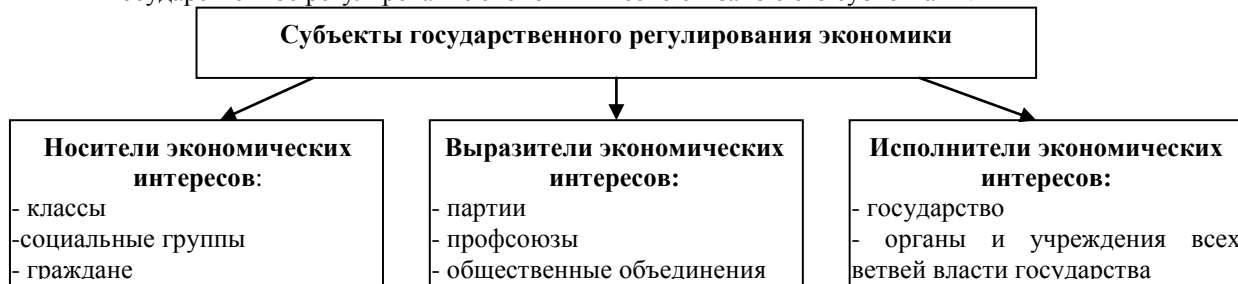 Субъекты государственного регулирования экономики
Носители экономических
интересов:
- классы
-социальные группы
- граждане
Выразители экономических
интересов:
- партии
- профсоюзы
- общественные объединения
Исполнители экономических
интересов:
- государство
- органы и учреждения всех
ветвей власти государства